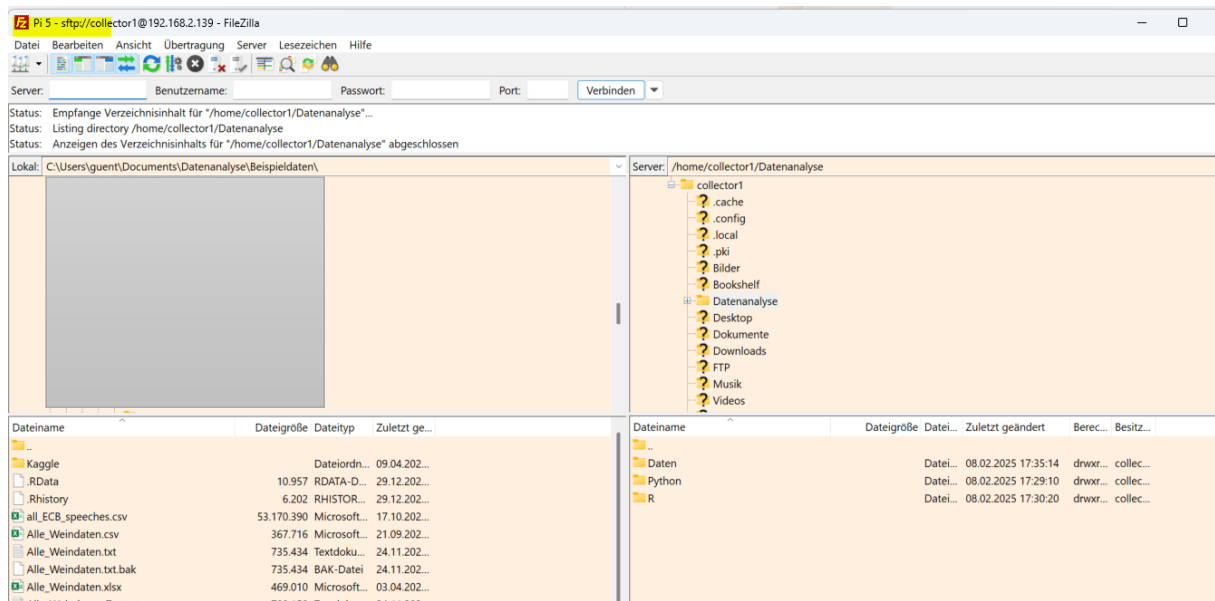 Pi 5 - sftp://collector1@192.168.2.139 - FileZilla
Datei Bearbeiten Ansicht Übertragung Server Lesezeichen Hilfe
Server: Benutzername: Passwort: Port: Verbinden
Status: Empfange Verzeichnisinhalt für "/home/collector1/Datenanalyse"...
Status: Listing directory /home/collector1/Datenanalyse
Status: Anzeigen des Verzeichnisinhalts für "/home/collector1/Datenanalyse" abgeschlossen
Lokal: C:\Users\guent\Documents\Datenanalyse\Beispieldaten\
Server: /home/collector1/Datenanalyse
collector1
.cache
.config
.local
.pki
Bilder
Bookshelf
Datenanalyse
Desktop
Dokumente
Downloads
FTP
Musik
Videos
Dateiname Dateigröße Dateityp Zuletzt ge...
..
Kaggle Dateiordn... 09.04.202...
.RData 10.957 RDATA-D... 29.12.202...
.Rhistory 6.202 RHISTOR... 29.12.202...
all_ECB_speeches.csv 53.170.390 Microsoft... 17.10.202...
Alle_Weindaten.csv 367.716 Microsoft... 21.09.202...
Alle_Weindaten.txt 735.434 Textdoku... 24.11.202...
Alle_Weindaten.txt.bak 735.434 BAK-Datei 24.11.202...
Alle_Weindaten.xlsx 469.010 Microsoft... 03.04.202...
Dateiname Dateigröße Datei... Zuletzt geändert Berec... Besitz...
..
Daten Datei... 08.02.2025 17:35:14 drwxr... collec...
Python Datei... 08.02.2025 17:29:10 drwxr... collec...
R Datei... 08.02.2025 17:30:20 drwxr... collec...